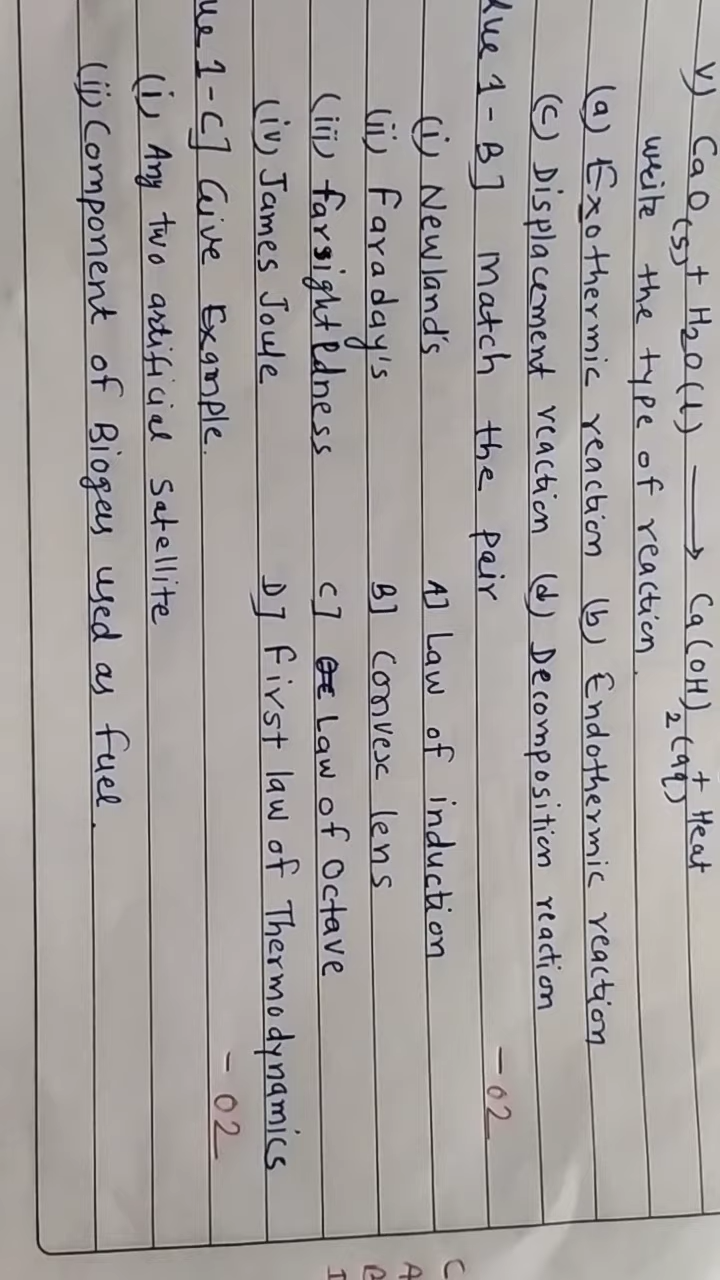 v) CaO(s) + H2O(l) ⟶ Ca(OH)2(aq) + Heat
write the type of reaction.
(a) Exothermic reaction (b) Endothermic reaction
(c) Displacement reaction (d) Decomposition reaction
ue 1-B] match the pair -02
(i) Newland's A] Law of induction
(ii) faraday's B] convex lens
(iii) farsightedness C] Law of Octave
(iv) James Joule D] first law of Thermodynamics
ue 1-C] Give Example. -02
(i) Any two artificial satellite
(ii) Component of Biogas used as fuel.
C
A
B